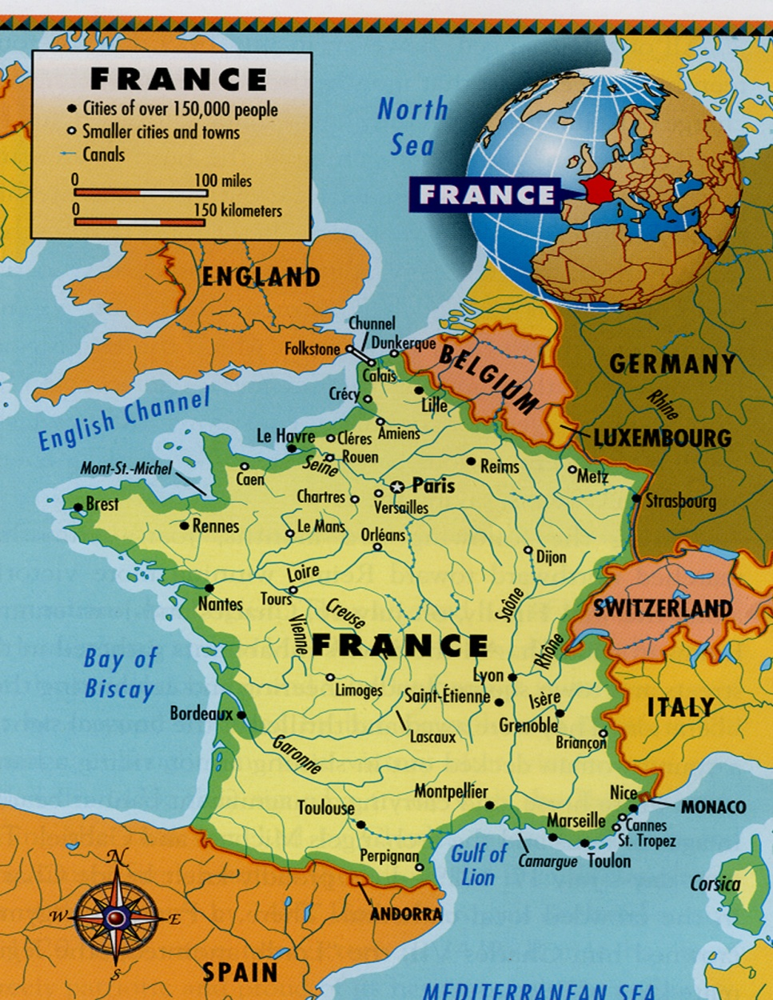 FRANCE
Cities of over 150,000 people
Smaller cities and towns
Canals
0 100 miles
0 150 kilometers
North
Sea
FRANCE
ENGLAND
Chunnel
Folkstone
Dunkerque
BELGIUM
GERMANY
Calais
Crécy
Lille
Rhine
English Channel
Amiens
LUXEMBOURG
Le Havre
Cléres
Rouen
Seine
Mont-St.-Michel
Caen
Reims
Metz
Paris
Chartres
Versailles
Strasbourg
Brest
Rennes
Le Mans
Orléans
Dijon
Loire
Tours
Nantes
Creuse
Vienne
Saône
SWITZERLAND
FRANCE
Rhône
Bay of
Biscay
Lyon
Limoges
Saint-Étienne
Isère
ITALY
Bordeaux
Grenoble
Lascaux
Briançon
Garonne
Montpellier
Nice
MONACO
Toulouse
Marseille
Cannes
St. Tropez
Perpignan
Gulf of
Lion
Camargue
Toulon
Corsica
N
W
E
S
ANDORRA
SPAIN
MEDITERRANEAN SEA